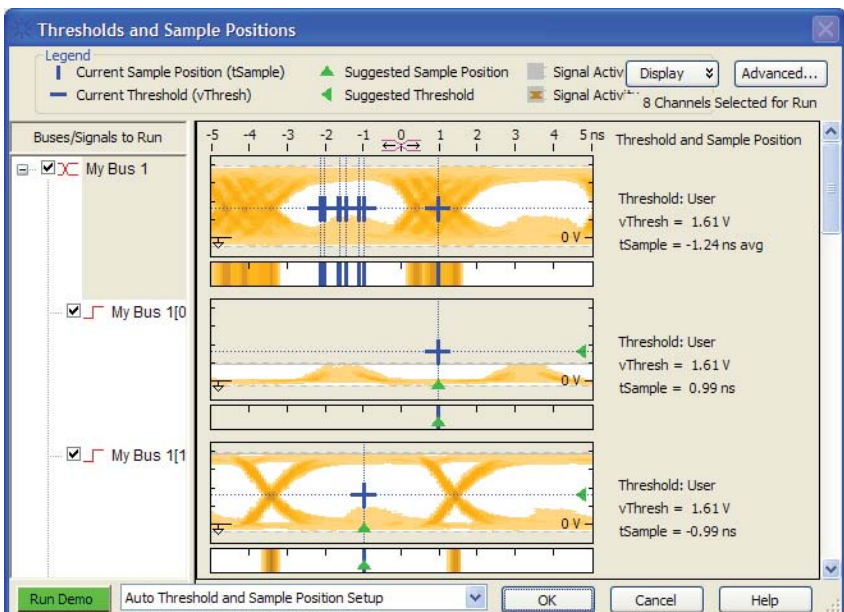 Thresholds and Sample Positions
Legend
Current Sample Position (tSample)
Suggested Sample Position
Signal Activ
Display
Advanced...
Current Threshold (vThresh)
Suggested Threshold
Signal Activ
8 Channels Selected for Run
Buses/Signals to Run
-5 -4 -3 -2 -1 0 1 2 3 4 5 ns
Threshold and Sample Position
My Bus 1
Threshold: User
vThresh = 1.61 V
tSample = -1.24 ns avg
0 V
My Bus 1[0
Threshold: User
vThresh = 1.61 V
tSample = 0.99 ns
0 V
My Bus 1[1
Threshold: User
vThresh = 1.61 V
tSample = -0.99 ns
0 V
Run Demo
Auto Threshold and Sample Position Setup
OK
Cancel
Help